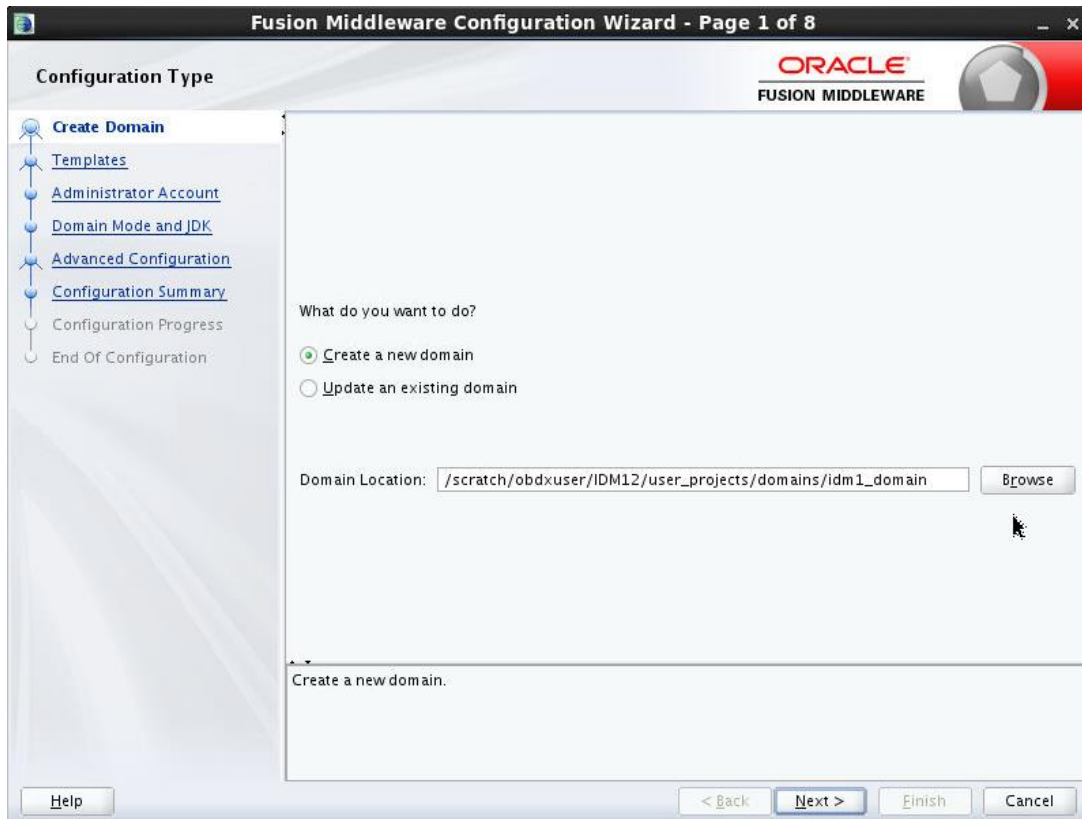 Fusion Middleware Configuration Wizard - Page 1 of 8
Configuration Type
ORACLE
FUSION MIDDLEWARE
Create Domain
Templates
Administrator Account
Domain Mode and JDK
Advanced Configuration
Configuration Summary
Configuration Progress
End Of Configuration
What do you want to do?
Create a new domain
Update an existing domain
Domain Location: /scratch/obdxuser/IDM12/user_projects/domains/idm1_domain Browse
Create a new domain.
Help < Back Next > Finish Cancel